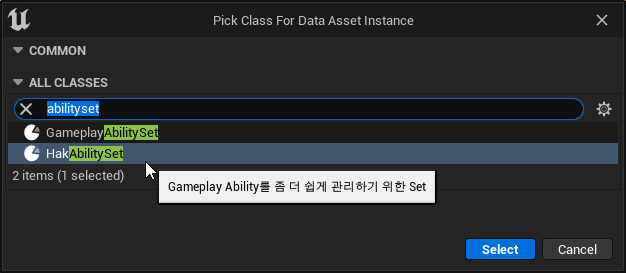 Pick Class For Data Asset Instance
COMMON
ALL CLASSES
abilityset
GameplayAbilitySet
HakAbilitySet
2 items (1 selected)
Gameplay Ability를 좀 더 쉽게 관리하기 위한 Set
Select
Cancel